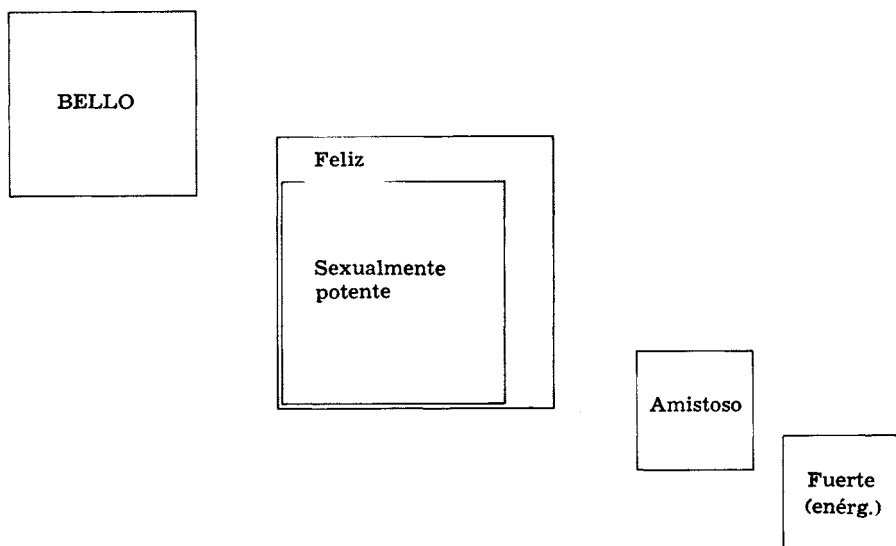 BELLO
Feliz
Sexualmente
potente
Amistoso
Fuerte
(enérg.)